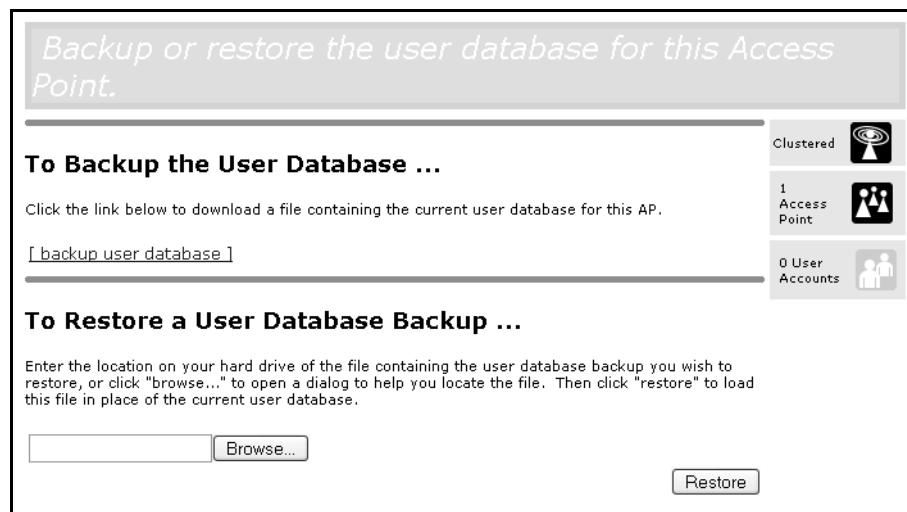 Backup or restore the user database for this Access
Point.
Clustered
1
Access
Point
0 User
Accounts
To Backup the User Database ...
Click the link below to download a file containing the current user database for this AP.
[ backup user database ]
To Restore a User Database Backup ...
Enter the location on your hard drive of the file containing the user database backup you wish to
restore, or click "browse..." to open a dialog to help you locate the file. Then click "restore" to load
this file in place of the current user database.
Browse...
Restore